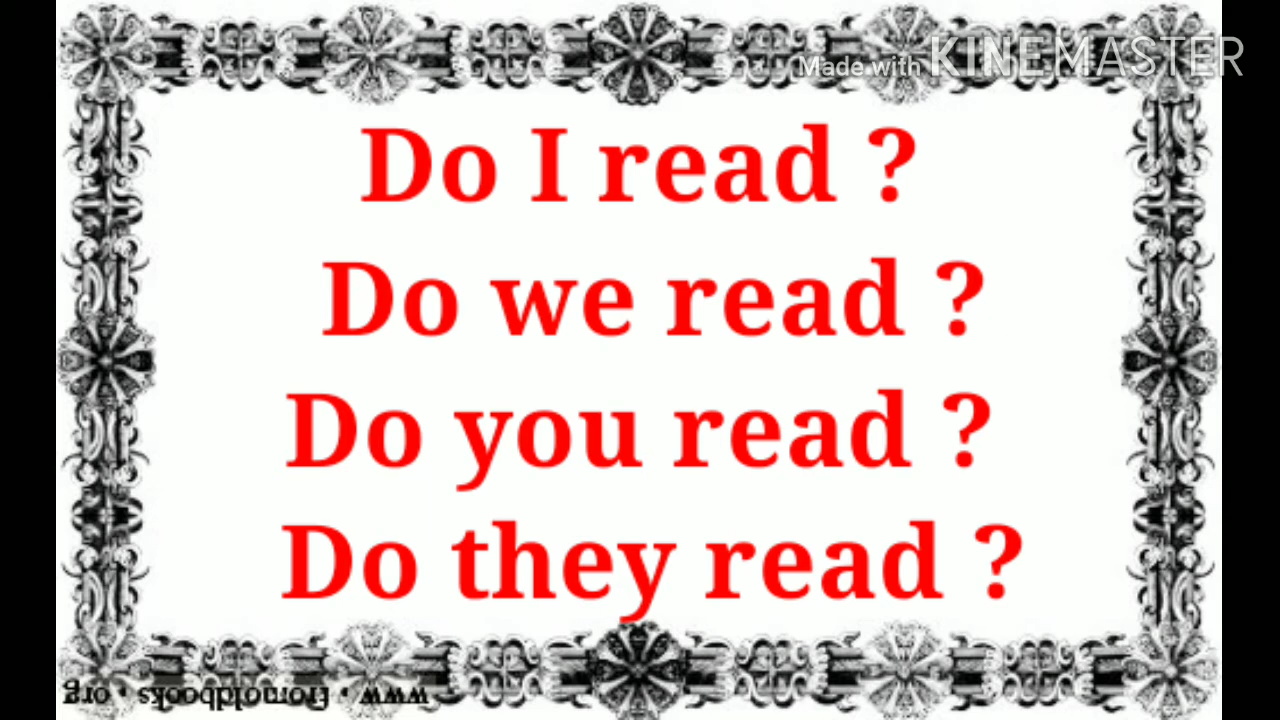 Made with KINEMASTER
Do I read ?
Do we read ?
Do you read ?
Do they read ?
www • fromoldbooks • org